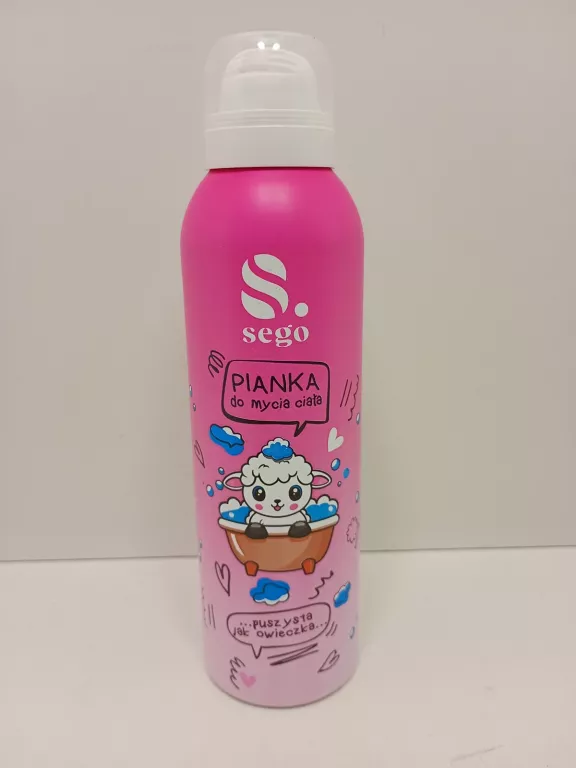 S.
sego
PIANKA
do mycia ciała
...puszysta
jak owieczka...